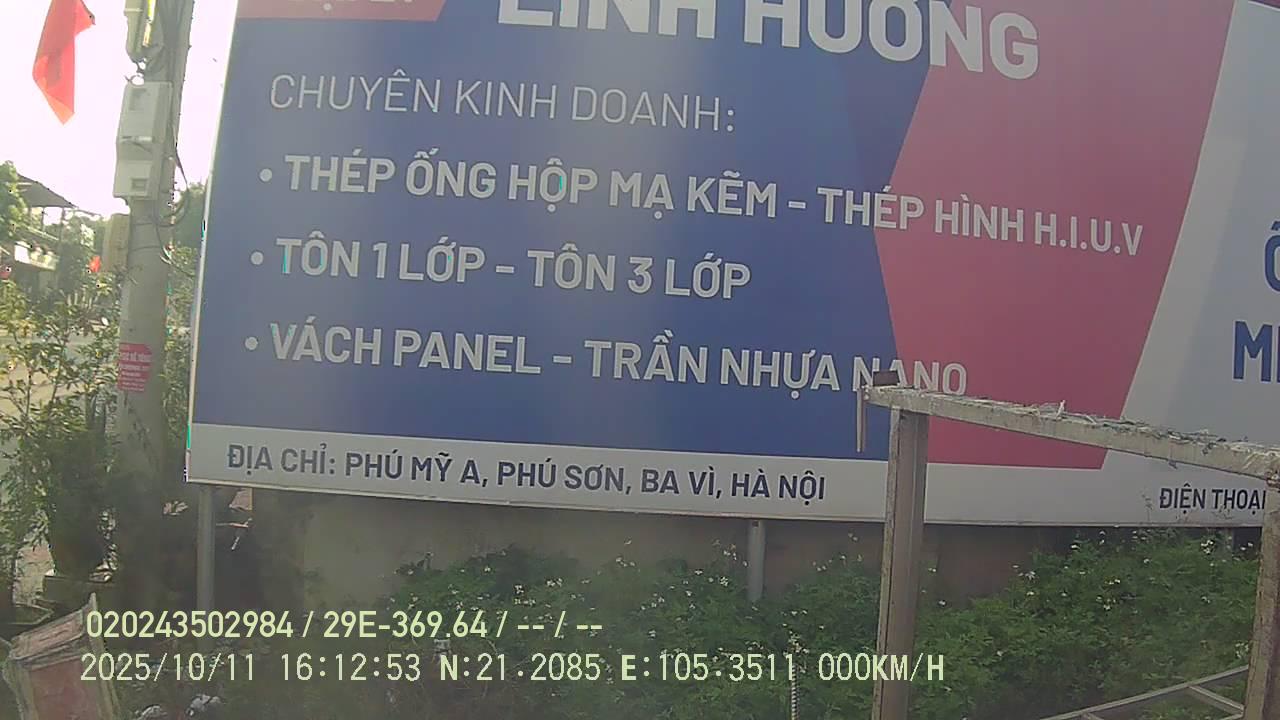 LINH HƯƠNG
CHUYÊN KINH DOANH:
• THÉP ỐNG HỘP MẠ KẼM - THÉP HÌNH H.I.U.V
• TÔN 1 LỚP - TÔN 3 LỚP
• VÁCH PANEL - TRẦN NHỰA NANO
ĐỊA CHỈ: PHÚ MỸ A, PHÚ SƠN, BA VÌ, HÀ NỘI
ĐIỆN THOẠI
020243502984 / 29E-369.64 / -- / --
2025/10/11 16:12:53 N:21.2085 E:105.3511 000KM/H